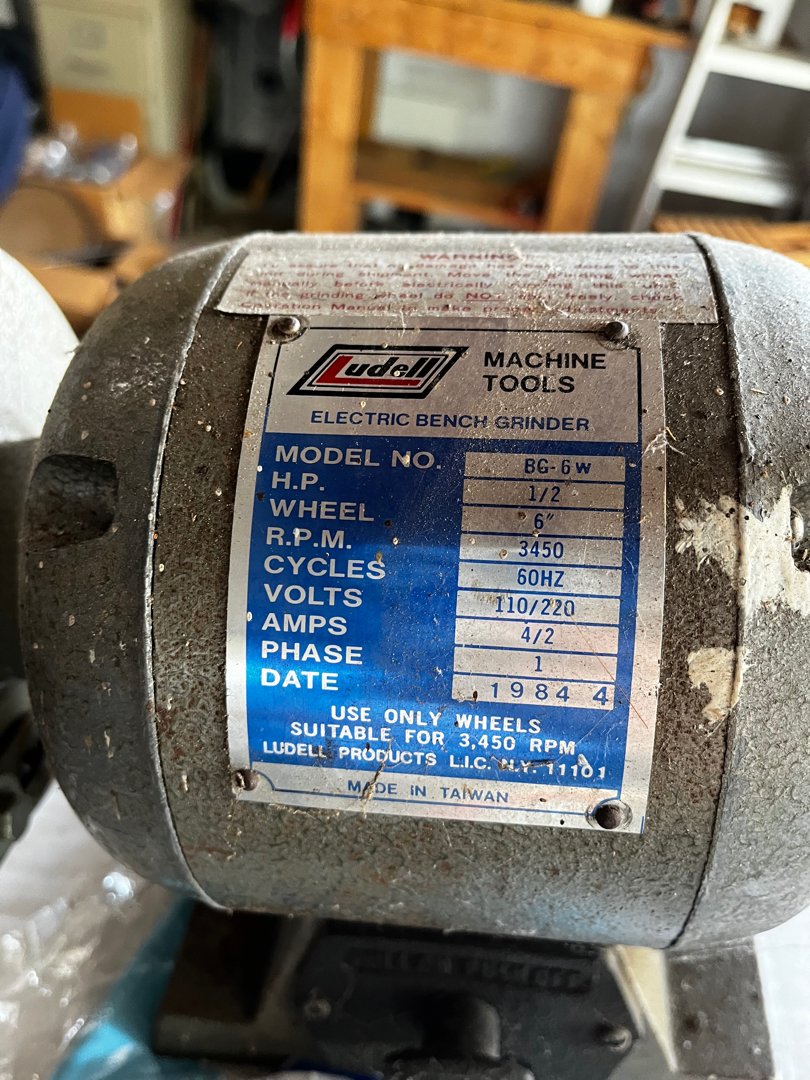 WARNING
Ludell MACHINE TOOLS
ELECTRIC BENCH GRINDER
MODEL NO. BG-6W
H.P. 1/2
WHEEL 6"
R.P.M. 3450
CYCLES 60HZ
VOLTS 110/220
AMPS 4/2
PHASE 1
DATE 1984 4
USE ONLY WHEELS
SUITABLE FOR 3,450 RPM
LUDELL PRODUCTS L.I.C. N.Y. 11101
MADE IN TAIWAN